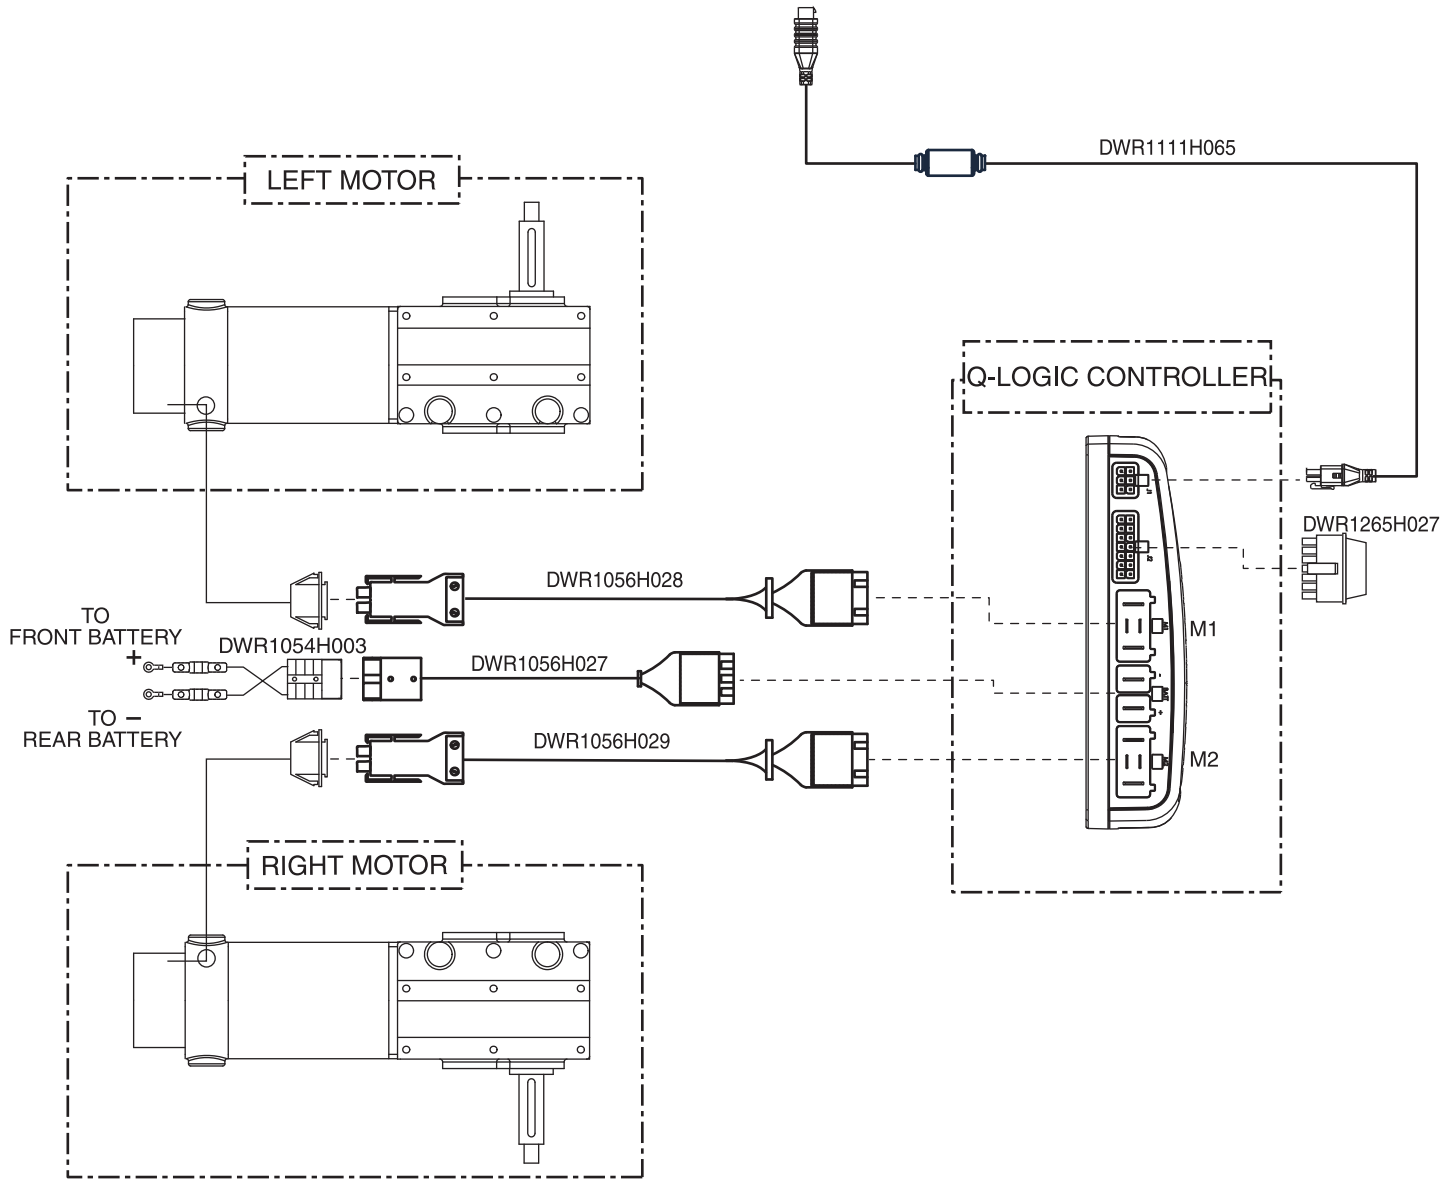 DWR1111H065
LEFT MOTOR
Q-LOGIC CONTROLLER
DWR1265H027
DWR1056H028
TO
FRONT BATTERY
+
DWR1054H003
DWR1056H027
M1
-
BAT
+
TO –
REAR BATTERY
DWR1056H029
M2
RIGHT MOTOR